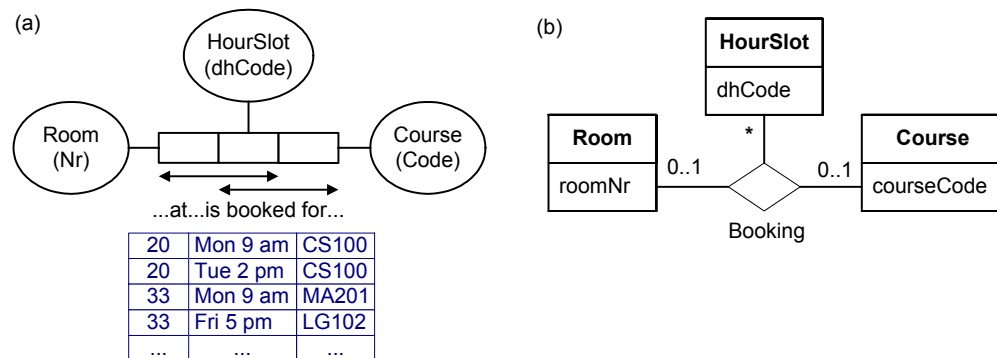 (a)
HourSlot
(dhCode)
Room
(Nr)
Course
(Code)
...at...is booked for...
20 Mon 9 am CS100
20 Tue 2 pm CS100
33 Mon 9 am MA201
33 Fri 5 pm LG102
... ... ...
(b)
HourSlot
dhCode
*
Room
roomNr
0..1
0..1
Course
courseCode
Booking